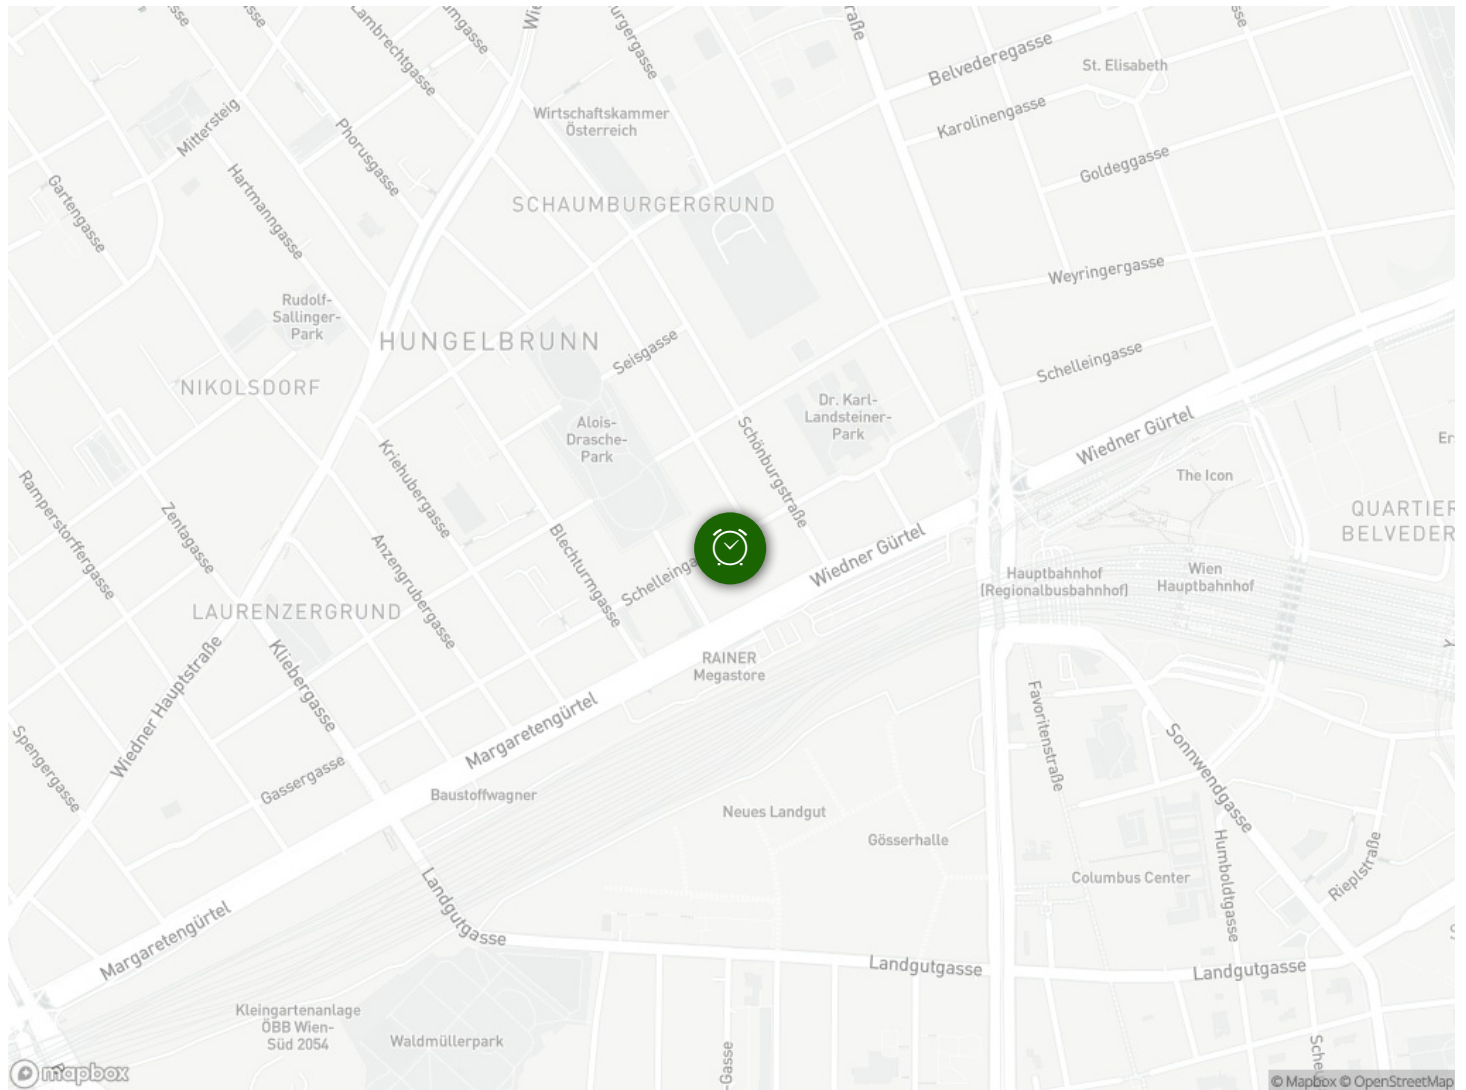 Lambrechtgasse
Belvederegasse
St. Elisabeth
Wirtschaftskammer
Österreich
Karolinengasse
Mittersteig
Phorusgasse
Goldeggasse
Gartengasse
Hartmanngasse
SCHAUMBURGERGRUND
Weyringergasse
Rudolf-
Sallinger-
Park
HUNGELBRUNN
Seisgasse
Schelleingasse
NIKOLSDORF
Dr. Karl-
Landsteiner-
Park
Alois-
Drasche-
Park
Schönburgstraße
Wiedner Gürtel
Kriehubergasse
The Icon
Ramperstorffergasse
Zentagasse
QUARTIER
BELVEDER
Anzengrubergasse
Blechturmgasse
Wiedner Gürtel
Schelleinga
Hauptbahnhof
(Regionalbusbahnhof)
Wien
Hauptbahnhof
LAURENZERGRUND
Kliebergasse
RAINER
Megastore
Wiedner Hauptstraße
Favoritenstraße
Margaretengürtel
Sonnwendgasse
Spengergasse
Gassergasse
Baustoffwagner
Neues Landgut
Gösserhalle
Humboldtgasse
Rieplstraße
Columbus Center
Landgutgasse
Margaretengürtel
Landgutgasse
Landgutgasse
Kleingartenanlage
ÖBB Wien-
Süd 2054
Waldmüllerpark
-Gasse
mapbox
© Mapbox © OpenStreetMap